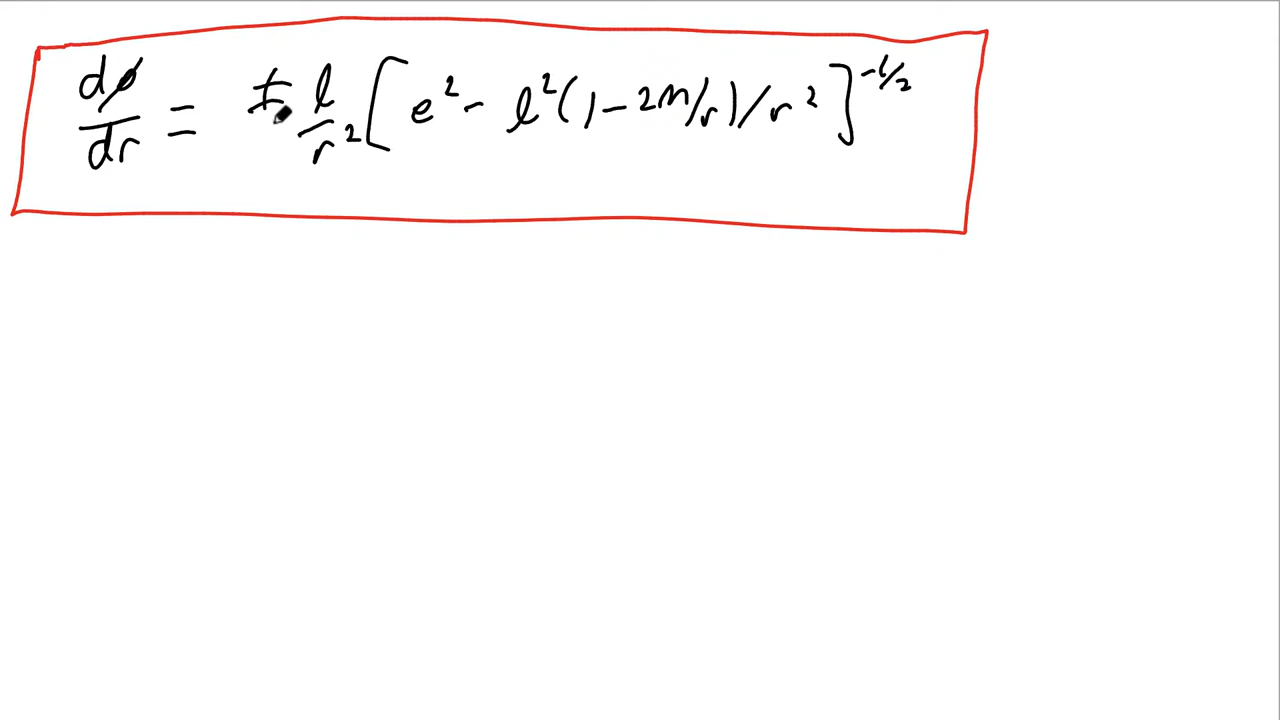 dφ/dr = ± l/r² [e² - l²(1 - 2M/r)/r²]^-1/2